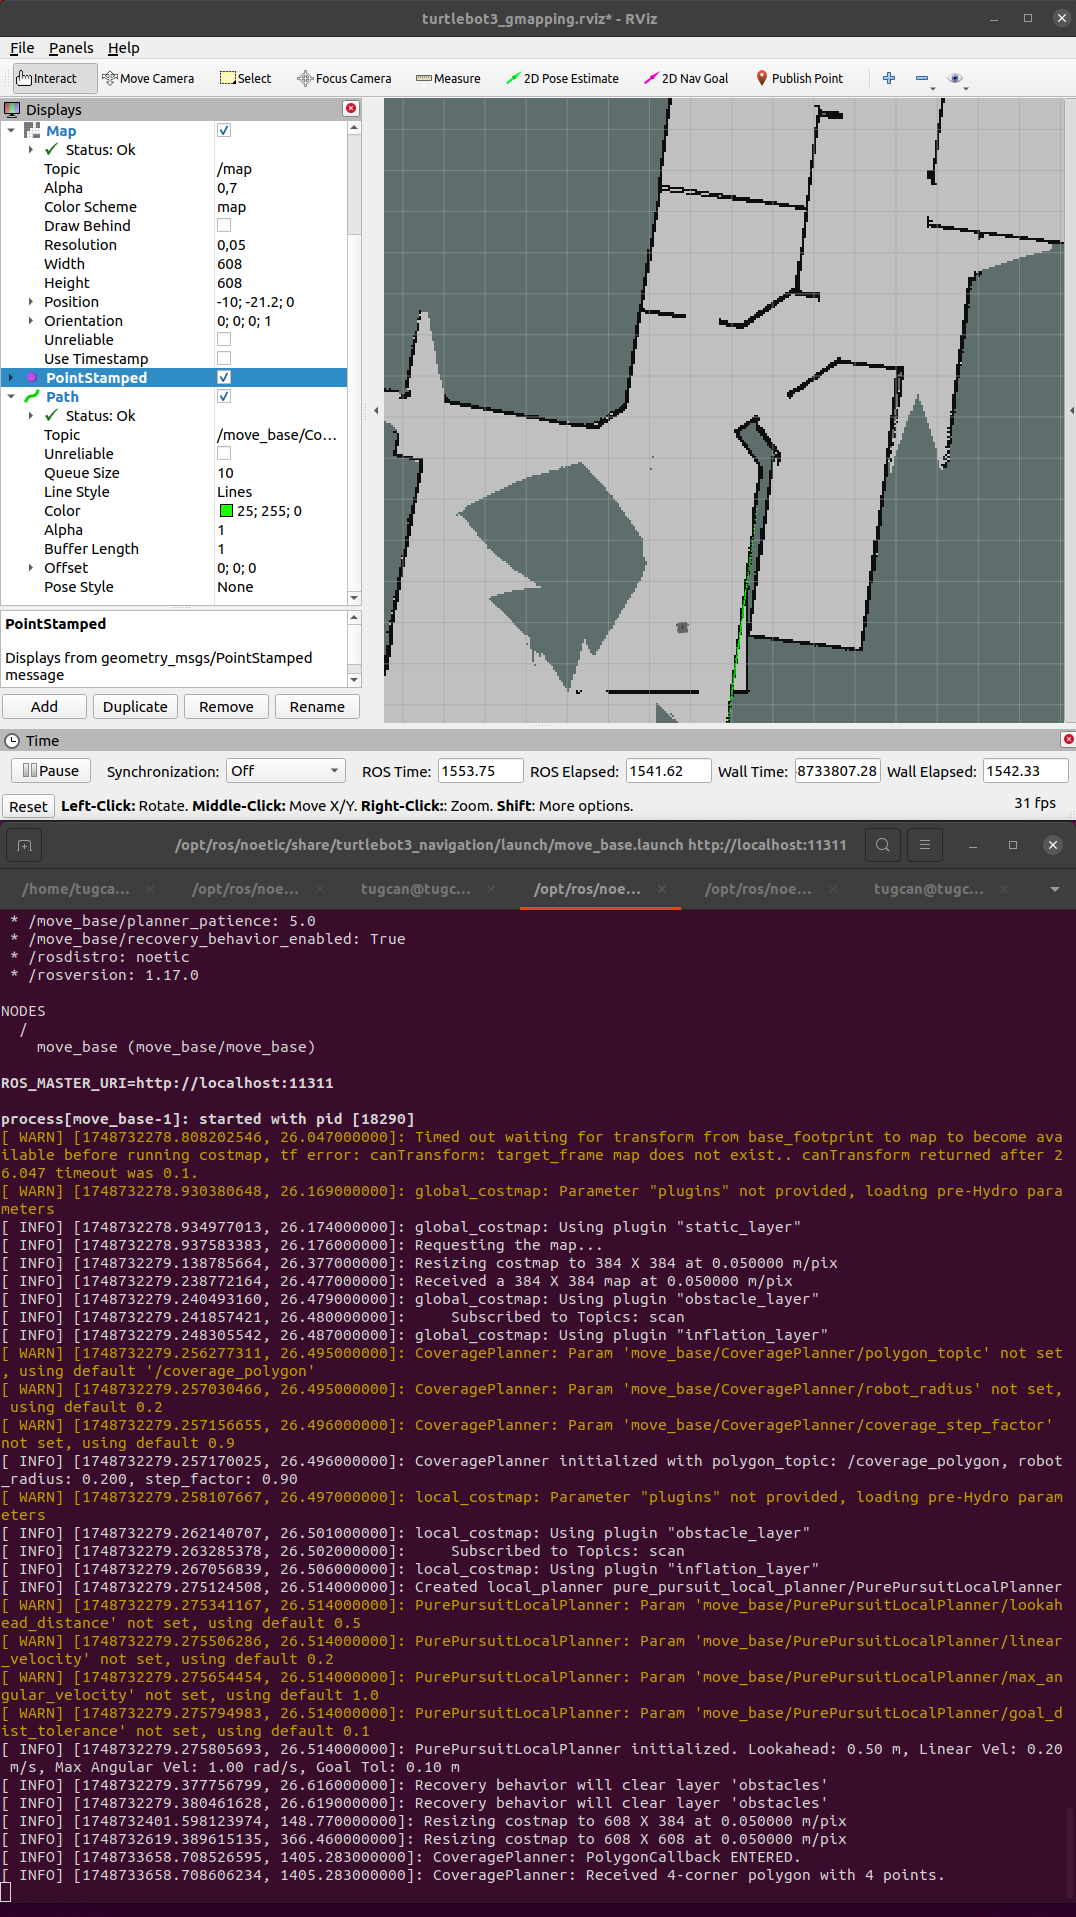 turtlebot3_gmapping.rviz* - RViz
File Panels Help
Interact Move Camera Select Focus Camera Measure 2D Pose Estimate 2D Nav Goal Publish Point
Displays
Map
Status: Ok
Topic /map
Alpha 0,7
Color Scheme map
Draw Behind
Resolution 0,05
Width 608
Height 608
Position -10; -21.2; 0
Orientation 0; 0; 0; 1
Unreliable
Use Timestamp
PointStamped
Path
Status: Ok
Topic /move_base/Co...
Unreliable
Queue Size 10
Line Style Lines
Color 25; 255; 0
Alpha 1
Buffer Length 1
Offset 0; 0; 0
Pose Style None
PointStamped
Displays from geometry_msgs/PointStamped
message
Add Duplicate Remove Rename
Time
Pause Synchronization: Off ROS Time: 1553.75 ROS Elapsed: 1541.62 Wall Time: -8733807.28 Wall Elapsed: 1542.33
Reset Left-Click: Rotate. Middle-Click: Move X/Y. Right-Click:: Zoom. Shift: More options. 31 fps
/opt/ros/noetic/share/turtlebot3_navigation/launch/move_base.launch http://localhost:11311
/home/tugca... × /opt/ros/noe... × tugcan@tugc... × /opt/ros/noe... × /opt/ros/noe... × tugcan@tugc... ×
* /move_base/planner_patience: 5.0
* /move_base/recovery_behavior_enabled: True
* /rosdistro: noetic
* /rosversion: 1.17.0
NODES
/
move_base (move_base/move_base)
ROS_MASTER_URI=http://localhost:11311
process[move_base-1]: started with pid [18290]
[ WARN] [1748732278.808202546, 26.047000000]: Timed out waiting for transform from base_footprint to map to become ava
ilable before running costmap, tf error: canTransform: target_frame map does not exist.. canTransform returned after 2
6.047 timeout was 0.1.
[ WARN] [1748732278.930380648, 26.169000000]: global_costmap: Parameter "plugins" not provided, loading pre-Hydro para
meters
[ INFO] [1748732278.934977013, 26.174000000]: global_costmap: Using plugin "static_layer"
[ INFO] [1748732278.937583383, 26.176000000]: Requesting the map...
[ INFO] [1748732279.138785664, 26.377000000]: Resizing costmap to 384 X 384 at 0.050000 m/pix
[ INFO] [1748732279.238772164, 26.477000000]: Received a 384 X 384 map at 0.050000 m/pix
[ INFO] [1748732279.240493160, 26.479000000]: global_costmap: Using plugin "obstacle_layer"
[ INFO] [1748732279.241857421, 26.480000000]:     Subscribed to Topics: scan
[ INFO] [1748732279.248305542, 26.487000000]: global_costmap: Using plugin "inflation_layer"
[ WARN] [1748732279.256277311, 26.495000000]: CoveragePlanner: Param 'move_base/CoveragePlanner/polygon_topic' not set
, using default '/coverage_polygon'
[ WARN] [1748732279.257030466, 26.495000000]: CoveragePlanner: Param 'move_base/CoveragePlanner/robot_radius' not set,
using default 0.2
[ WARN] [1748732279.257156655, 26.496000000]: CoveragePlanner: Param 'move_base/CoveragePlanner/coverage_step_factor'
not set, using default 0.9
[ INFO] [1748732279.257170025, 26.496000000]: CoveragePlanner initialized with polygon_topic: /coverage_polygon, robot
_radius: 0.200, step_factor: 0.90
[ WARN] [1748732279.258107667, 26.497000000]: local_costmap: Parameter "plugins" not provided, loading pre-Hydro param
eters
[ INFO] [1748732279.262140707, 26.501000000]: local_costmap: Using plugin "obstacle_layer"
[ INFO] [1748732279.263285378, 26.502000000]:     Subscribed to Topics: scan
[ INFO] [1748732279.267056839, 26.506000000]: local_costmap: Using plugin "inflation_layer"
[ INFO] [1748732279.275124508, 26.514000000]: Created local_planner pure_pursuit_local_planner/PurePursuitLocalPlanner
[ WARN] [1748732279.275341167, 26.514000000]: PurePursuitLocalPlanner: Param 'move_base/PurePursuitLocalPlanner/lookah
ead_distance' not set, using default 0.5
[ WARN] [1748732279.275506286, 26.514000000]: PurePursuitLocalPlanner: Param 'move_base/PurePursuitLocalPlanner/linear
_velocity' not set, using default 0.2
[ WARN] [1748732279.275654454, 26.514000000]: PurePursuitLocalPlanner: Param 'move_base/PurePursuitLocalPlanner/max_an
gular_velocity' not set, using default 1.0
[ WARN] [1748732279.275794983, 26.514000000]: PurePursuitLocalPlanner: Param 'move_base/PurePursuitLocalPlanner/goal_d
ist_tolerance' not set, using default 0.1
[ INFO] [1748732279.275805693, 26.514000000]: PurePursuitLocalPlanner initialized. Lookahead: 0.50 m, Linear Vel: 0.20
m/s, Max Angular Vel: 1.00 rad/s, Goal Tol: 0.10 m
[ INFO] [1748732279.377756799, 26.616000000]: Recovery behavior will clear layer 'obstacles'
[ INFO] [1748732279.380461628, 26.619000000]: Recovery behavior will clear layer 'obstacles'
[ INFO] [1748732401.598123974, 148.770000000]: Resizing costmap to 608 X 384 at 0.050000 m/pix
[ INFO] [1748732619.389615135, 366.460000000]: Resizing costmap to 608 X 608 at 0.050000 m/pix
[ INFO] [1748733658.708526595, 1405.283000000]: CoveragePlanner: PolygonCallback ENTERED.
[ INFO] [1748733658.708606234, 1405.283000000]: CoveragePlanner: Received 4-corner polygon with 4 points.